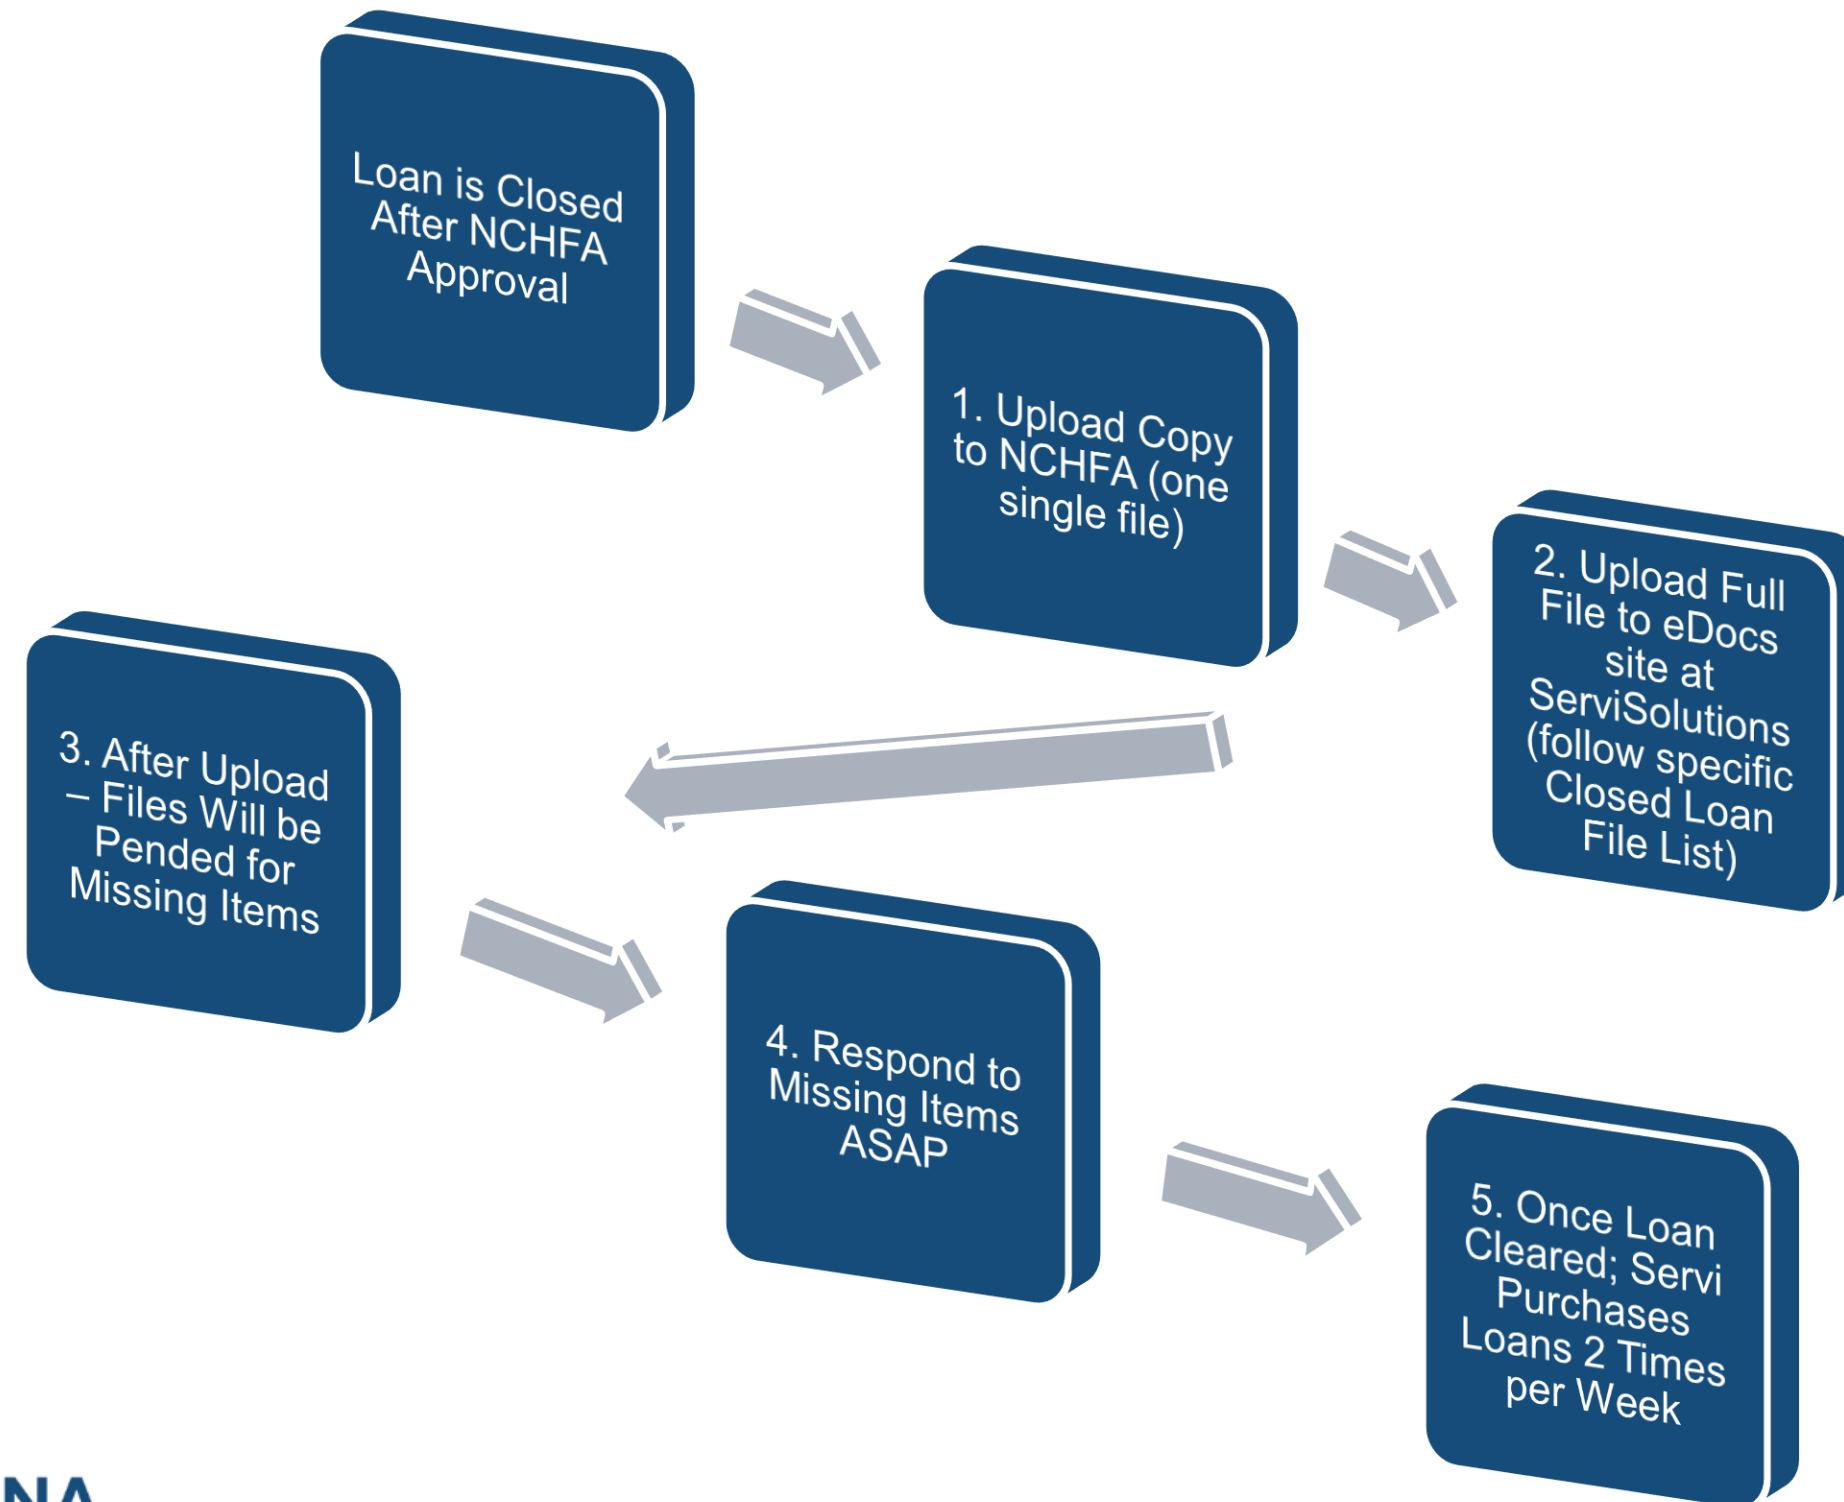 Loan is Closed
After NCHFA
Approval
1. Upload Copy
to NCHFA (one
single file)
2. Upload Full
File to eDocs
site at
ServiSolutions
(follow specific
Closed Loan
File List)
3. After Upload
– Files Will be
Pended for
Missing Items
4. Respond to
Missing Items
ASAP
5. Once Loan
Cleared; Servi
Purchases
Loans 2 Times
per Week
NA